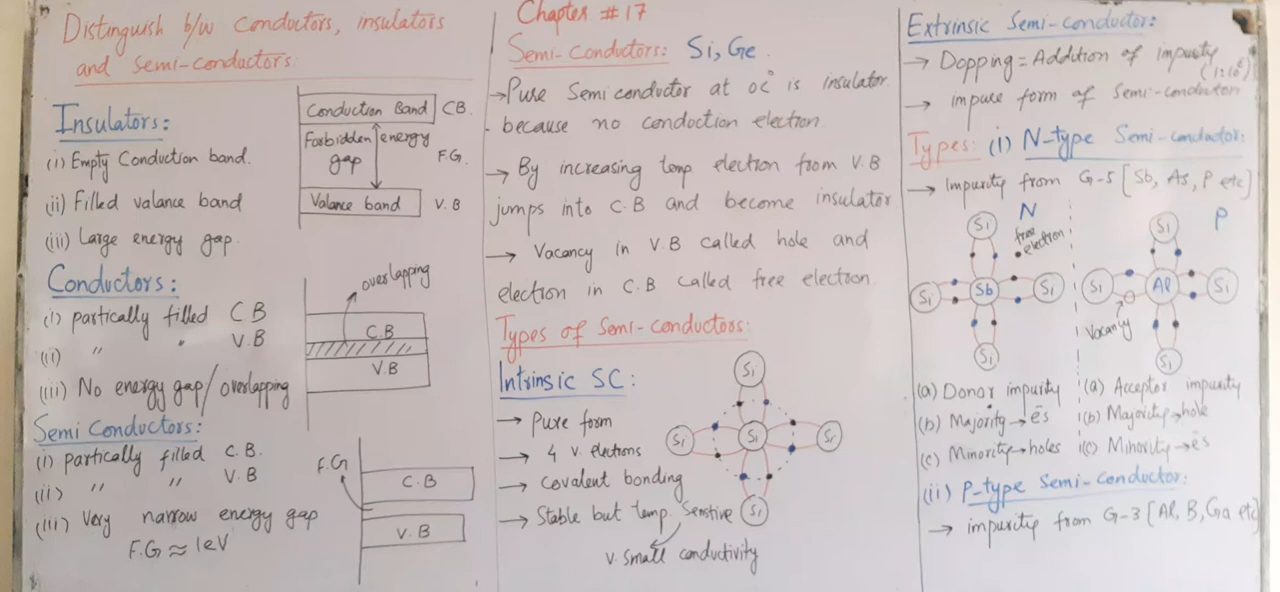 Distinguish b/w Conductors, insulators
and Semi-Conductors:
Insulators:
(i) Empty Conduction band.
(ii) Filled valance band
(iii) Large energy gap.
Conduction Band
CB.
Forbidden energy
gap
F.G.
Valance band
V.B
Conductors:
(i) partically filled C B
(ii) " " V.B
(iii) No energy gap/overlapping
overlapping
C.B
V.B
Semi Conductors:
(i) partically filled C.B.
(ii) " " V.B
(iii) Very narrow energy gap
F.G ≈ 1eV
F.G
C.B
V.B
Chapter #17
Semi-Conductors: Si, Ge.
→ Pure Semiconductor at 0c° is insulator
because no conduction election.
→ By increasing temp election from V.B
jumps into C.B and become insulator
→ Vacancy in V.B called hole and
election in C.B called free election.
Types of Semi-Conductors:
Intrinsic SC:
→ Pure form
→ 4 v. elections
→ Covalent bonding
→ Stable but temp. Senstive
v. small conductivity
Si
Si
Si
Si
Si
Extrinsic Semi-conductor:
→ Dopping = Addition of impurity
→ impure form of Semi-conductor
Types: (i) N-type Semi-conductor:
→ Impurity from G-5 [Sb, As, P etc]
N
free
election
Si
Si
Sb
Si
Si
P
Si
Si
Al
Si
Vacancy
Si
(a) Donor impurity
(b) Majority → ēs
(c) Minority → holes
(a) Acceptor impurity
(b) Majority → hole
(c) Minority → ēs
(ii) P-type Semi-conductor:
→ impurity from G-3 [Al, B, Ga etc]